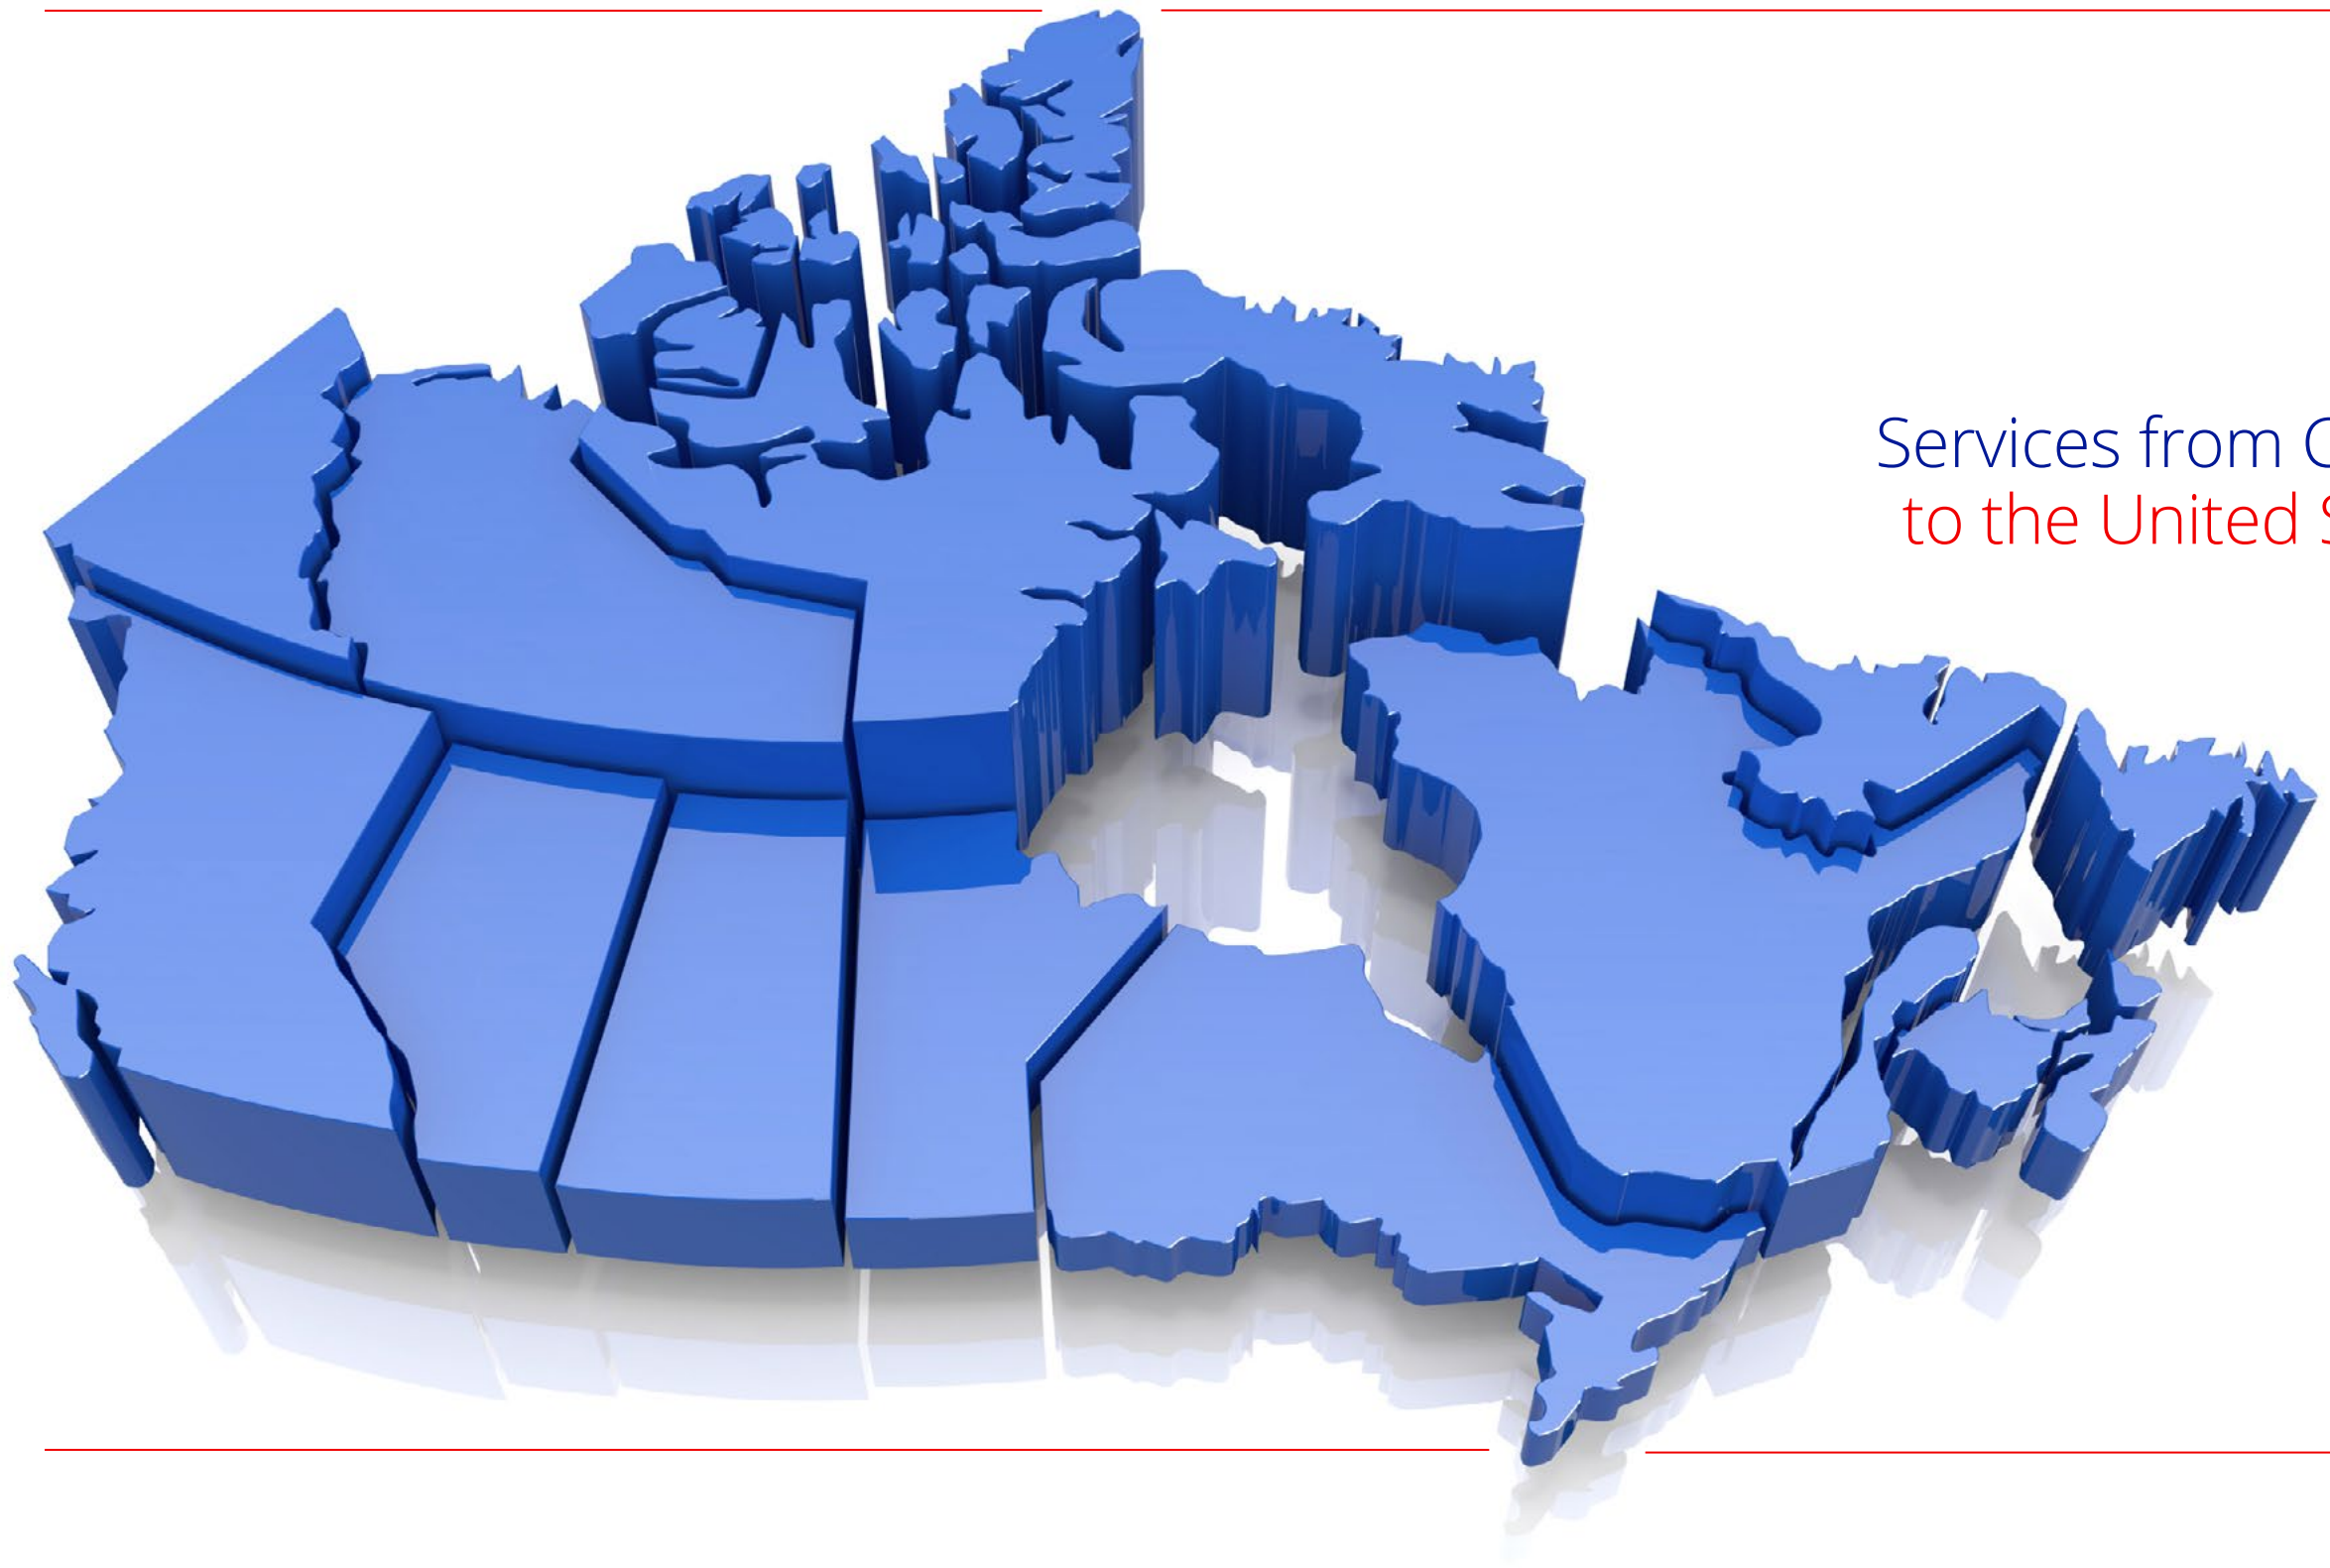 Services from
to the United